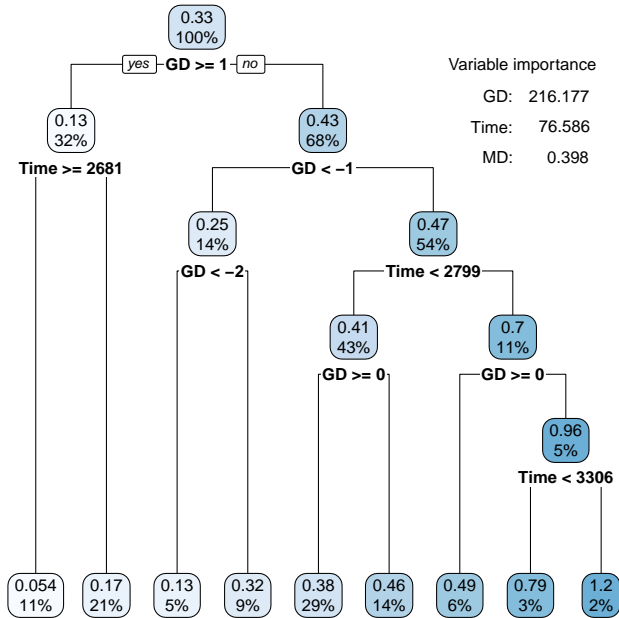 0.33
100%
yes GD >= 1 no
Variable importance
GD: 216.177
Time: 76.586
MD: 0.398
0.13
32%
0.43
68%
Time >= 2681
GD < −1
0.25
14%
0.47
54%
GD < −2
Time < 2799
0.41
43%
0.7
11%
GD >= 0
GD >= 0
0.96
5%
Time < 3306
0.054
11%
0.17
21%
0.13
5%
0.32
9%
0.38
29%
0.46
14%
0.49
6%
0.79
3%
1.2
2%